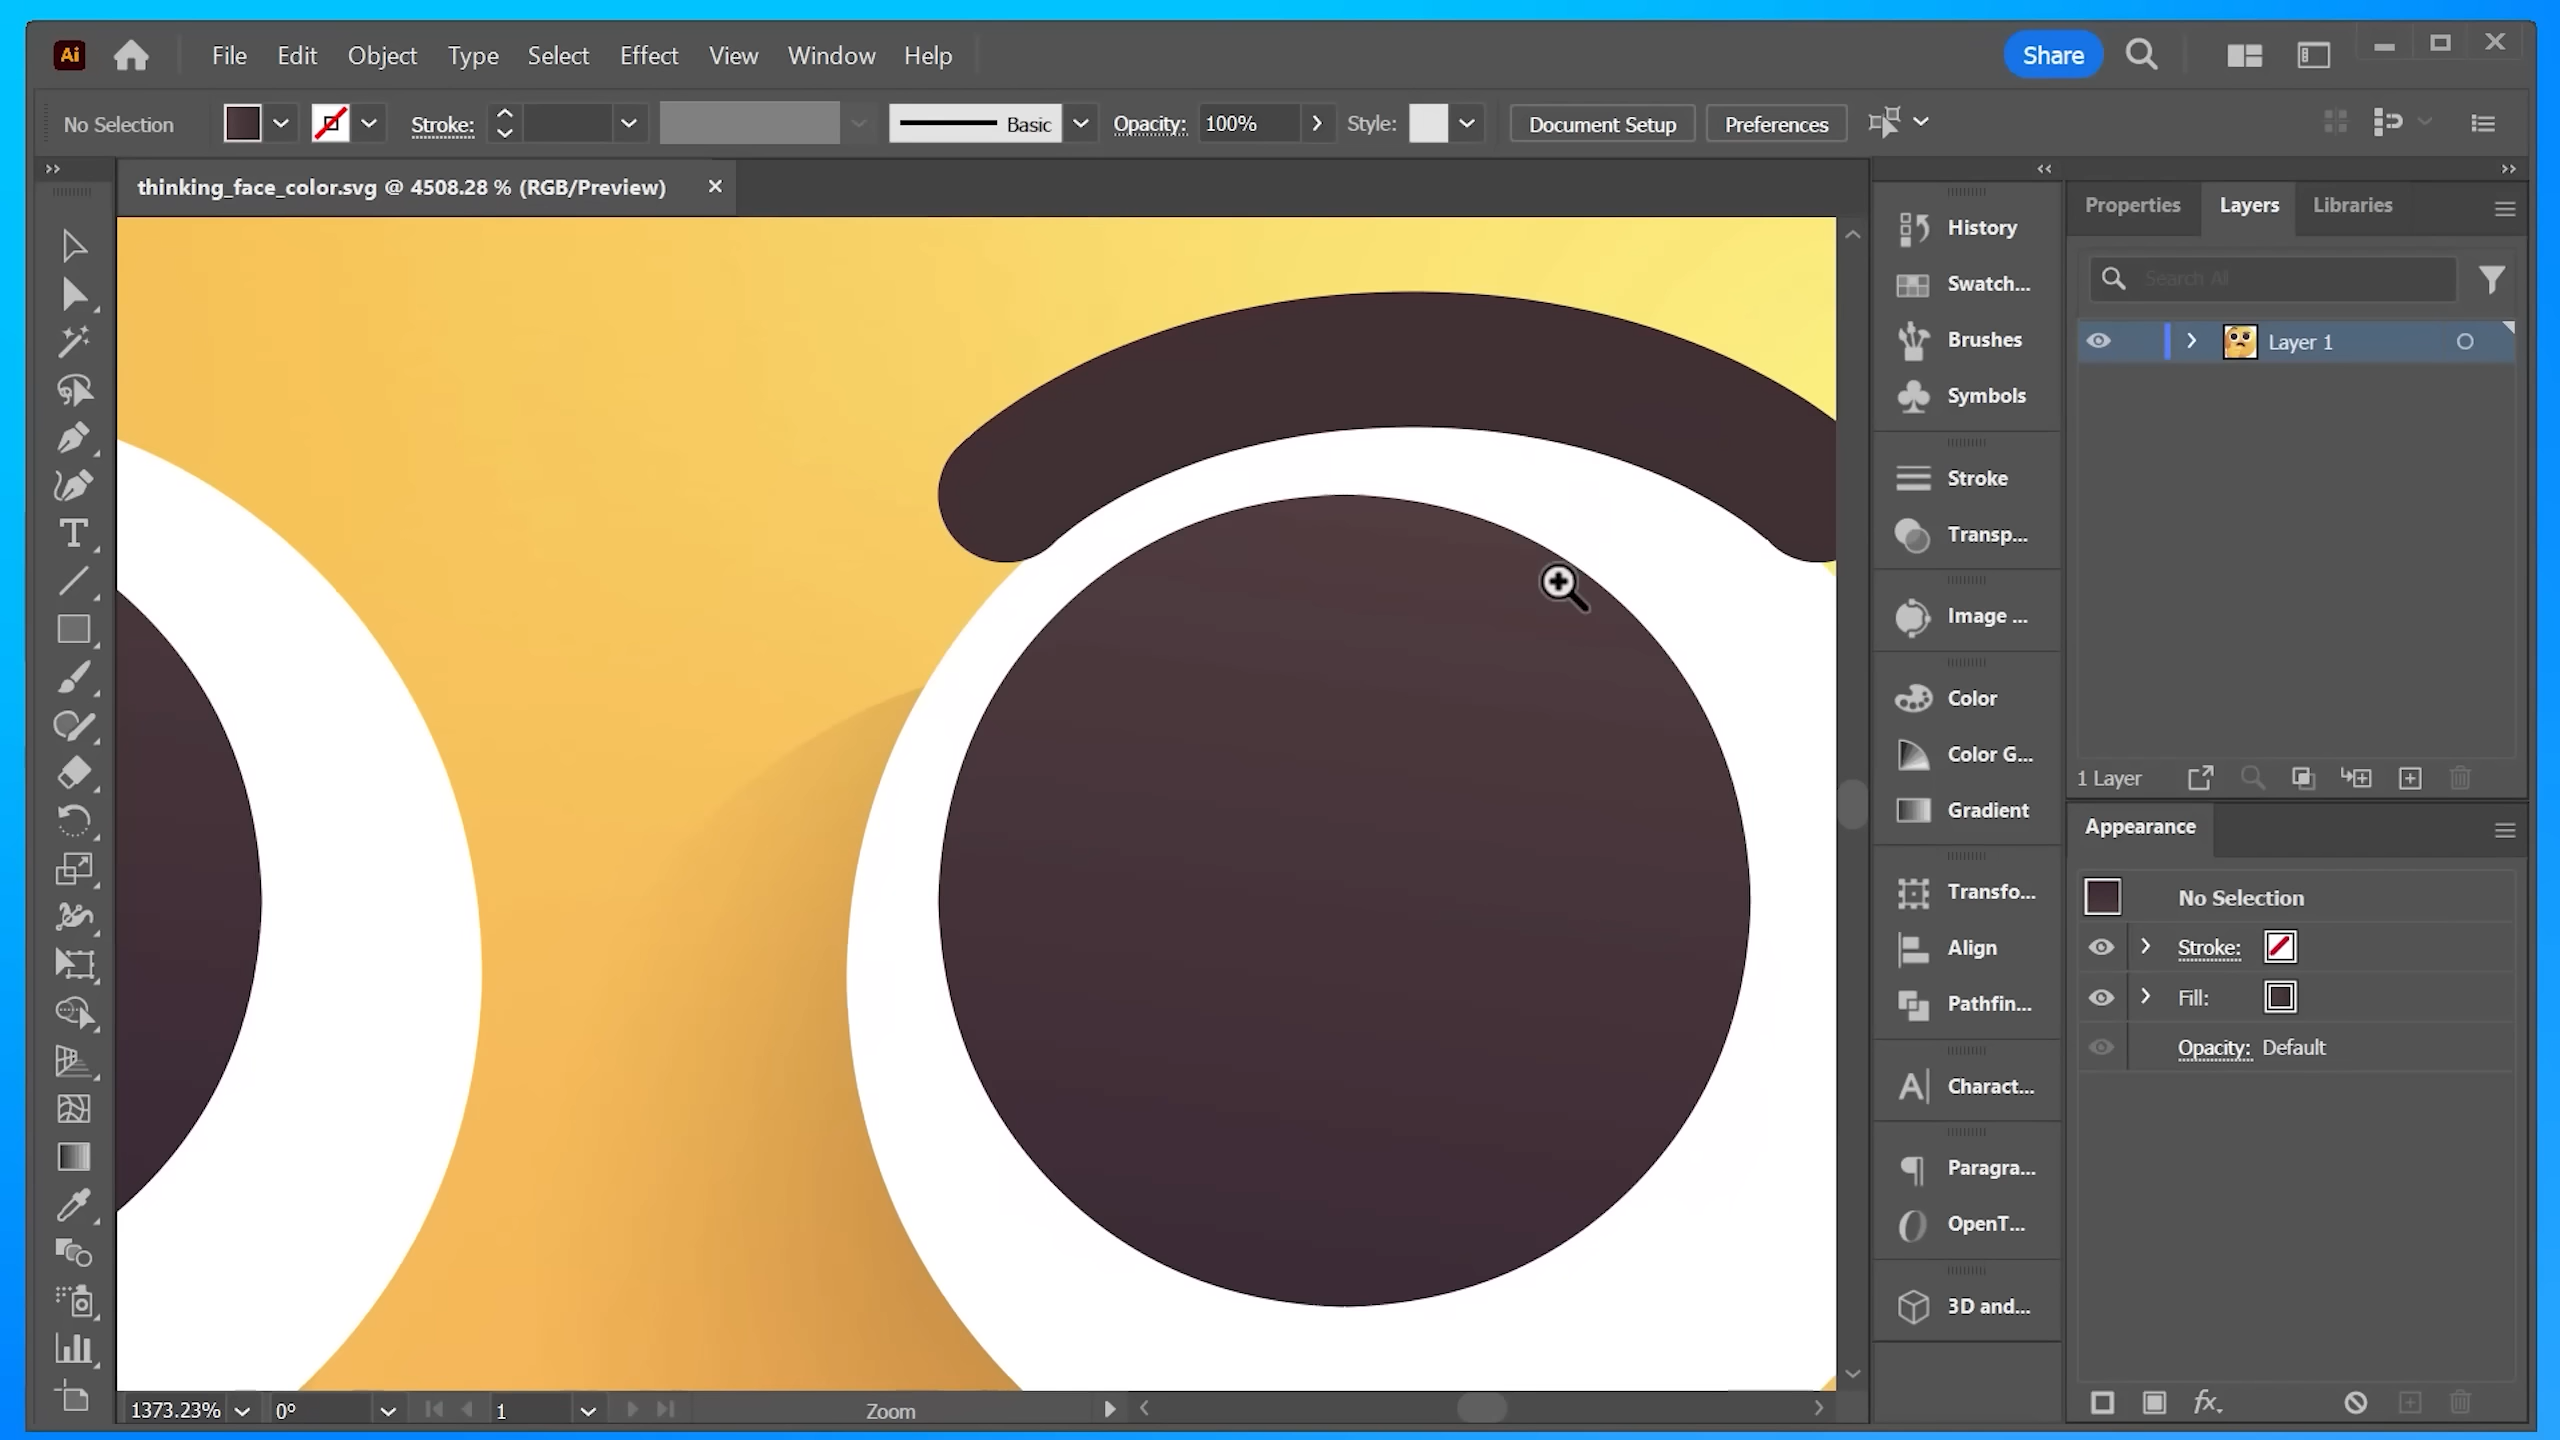 Ai File Edit Object Type Select Effect View Window Help Share
No Selection Stroke: Basic Opacity: 100% Style: Document Setup Preferences
thinking_face_color.svg @ 4508.28 % (RGB/Preview)
History
Swatch...
Brushes
Symbols
Stroke
Transp...
Image ...
Color
Color G...
Gradient
Transfo...
Align
Pathfin...
Charact...
Paragra...
OpenT...
3D and...
Properties Layers Libraries
Search All
Layer 1
1 Layer
Appearance
No Selection
Stroke:
Fill:
Opacity: Default
fx.
1373.23% 0° 1 Zoom